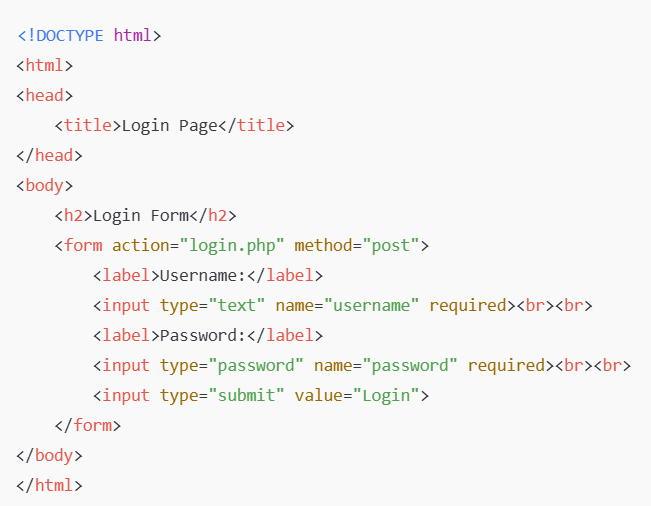 <!DOCTYPE html>
<html>
<head>
    <title>Login Page</title>
</head>
<body>
    <h2>Login Form</h2>
    <form action="login.php" method="post">
        <label>Username:</label>
        <input type="text" name="username" required><br><br>
        <label>Password:</label>
        <input type="password" name="password" required><br><br>
        <input type="submit" value="Login">
    </form>
</body>
</html>